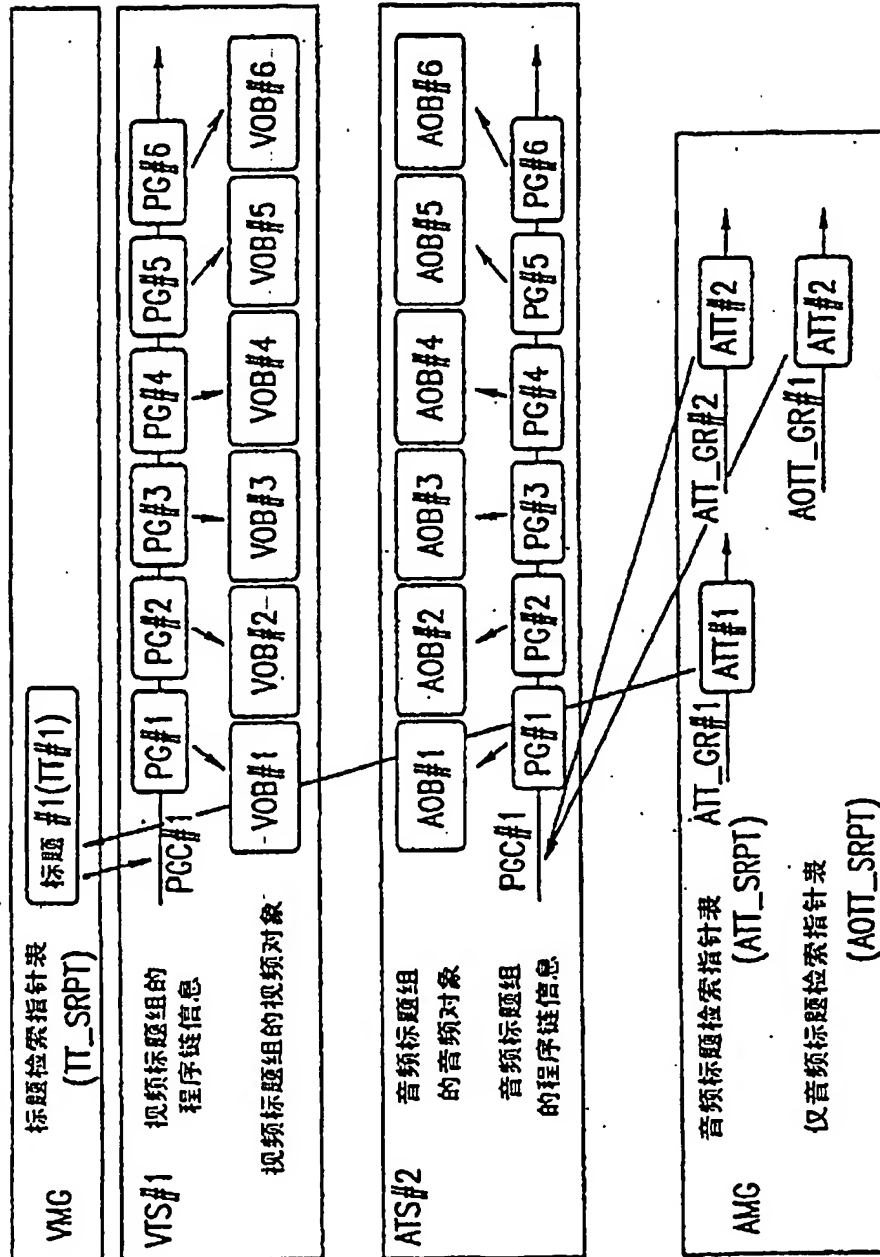 VMG
标题检索指针表
(TT_SRPT)
标题 #1(TT#1)
VTS#1
视频标题组的
程序链信息
PGC#1
PG#1
PG#2
PG#3
PG#4
PG#5
PG#6
视频标题组的视频对象
VOB#1
VOB#2
VOB#3
VOB#4
VOB#5
VOB#6
ATS#2
音频标题组
的音频对象
AOB#1
AOB#2
AOB#3
AOB#4
AOB#5
AOB#6
音频标题组
的程序链信息
PGC#1
PG#1
PG#2
PG#3
PG#4
PG#5
PG#6
AMG
音频标题检索指针表
(ATT_SRPT)
ATT_GR#1
ATT#1
ATT_GR#2
ATT#2
仅音频标题检索指针表
(AOTT_SRPT)
AOTT_GR#1
ATT#2